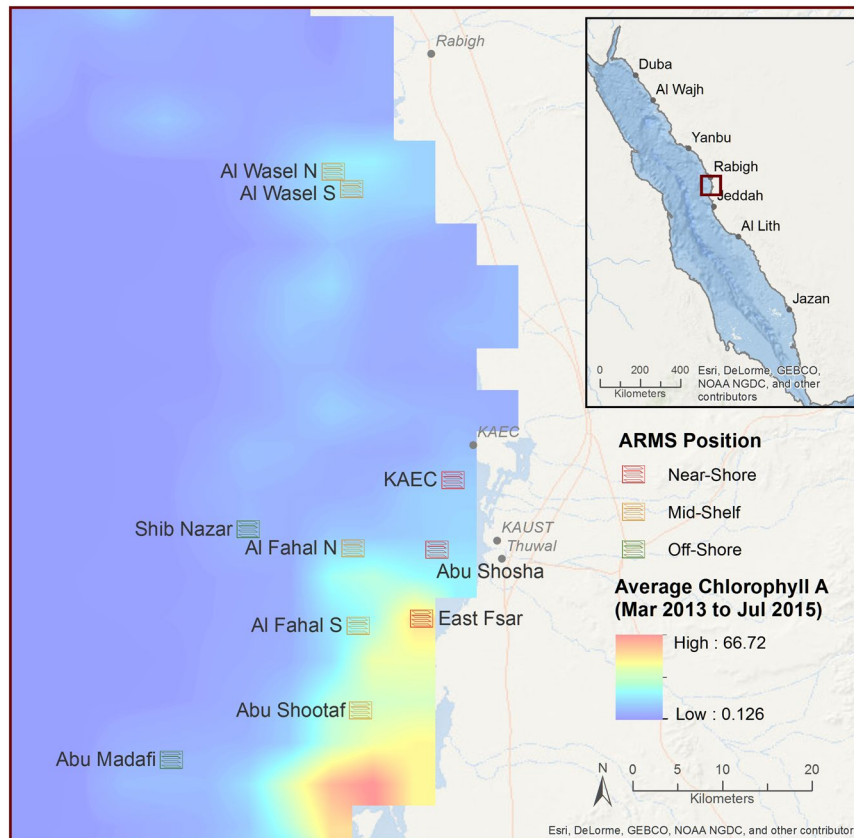 Rabigh
Al Wasel N
Al Wasel S
KAEC
KAEC
Shib Nazar
Al Fahal N
KAUST
Thuwal
Abu Shosha
Al Fahal S
East Fsar
Abu Shootaf
Abu Madafi
Duba
Al Wajh
Yanbu
Rabigh
Jeddah
Al Lith
Jazan
0 200 400
Kilometers
Esri, DeLorme, GEBCO,
NOAA NGDC, and other
contributors
ARMS Position
Near-Shore
Mid-Shelf
Off-Shore
Average Chlorophyll A
(Mar 2013 to Jul 2015)
High : 66.72
Low : 0.126
N
0 5 10 20
Kilometers
Esri, DeLorme, GEBCO, NOAA NGDC, and other contributor